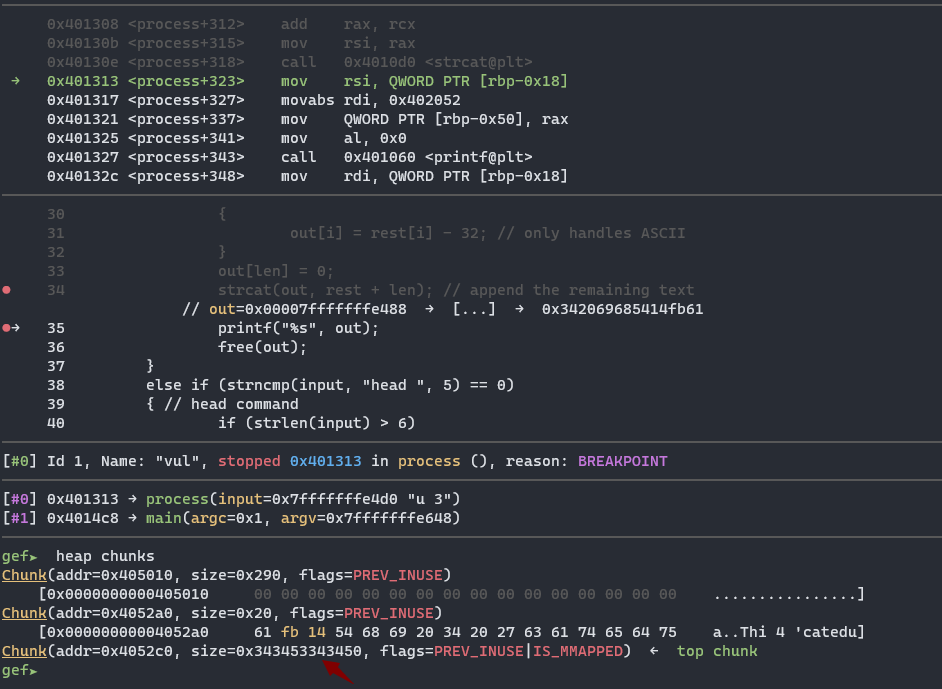 0x401308 <process+312>    add    rax, rcx
0x40130b <process+315>    mov    rsi, rax
0x40130e <process+318>    call   0x4010d0 <strcat@plt>
→  0x401313 <process+323>    mov    rsi, QWORD PTR [rbp-0x18]
0x401317 <process+327>    movabs rdi, 0x402052
0x401321 <process+337>    mov    QWORD PTR [rbp-0x50], rax
0x401325 <process+341>    mov    al, 0x0
0x401327 <process+343>    call   0x401060 <printf@plt>
0x40132c <process+348>    mov    rdi, QWORD PTR [rbp-0x18]
30    {
31    out[i] = rest[i] - 32; // only handles ASCII
32    }
33    out[len] = 0;
34    strcat(out, rest + len); // append the remaining text
// out=0x00007fffffffe488  →  [...]  →  0x342069685414fb61
→ 35    printf("%s", out);
36    free(out);
37    }
38    else if (strncmp(input, "head ", 5) == 0)
39    { // head command
40    if (strlen(input) > 6)
[#0] Id 1, Name: "vul", stopped 0x401313 in process (), reason: BREAKPOINT
[#0] 0x401313 → process(input=0x7fffffffe4d0 "u 3")
[#1] 0x4014c8 → main(argc=0x1, argv=0x7fffffffe648)
gef➤  heap chunks
Chunk(addr=0x405010, size=0x290, flags=PREV_INUSE)
[0x0000000000405010     00 00 00 00 00 00 00 00 00 00 00 00 00 00 00 00    ................]
Chunk(addr=0x4052a0, size=0x20, flags=PREV_INUSE)
[0x00000000004052a0     61 fb 14 54 68 69 20 34 20 27 63 61 74 65 64 75    a..Thi 4 'catedu]
Chunk(addr=0x4052c0, size=0x343453343450, flags=PREV_INUSE|IS_MMAPPED)  ←  top chunk
gef➤